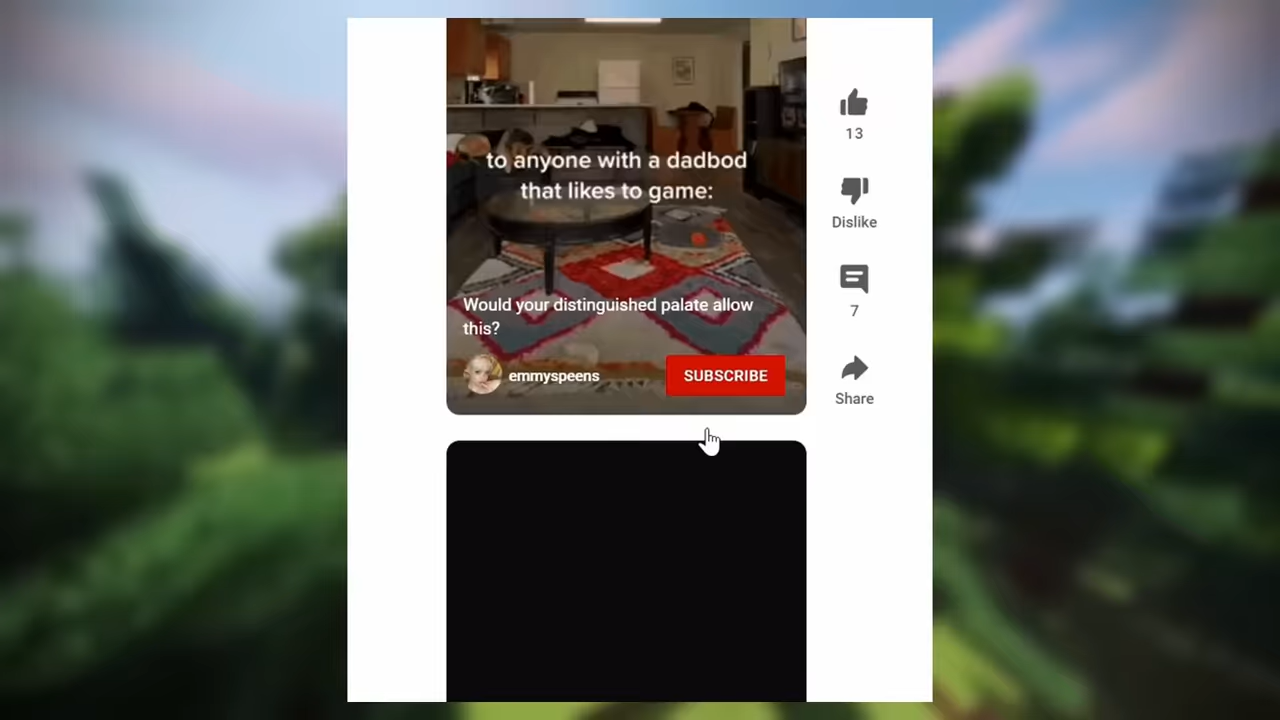 to anyone with a dadbod
that likes to game:
13
Dislike
7
Share
Would your distinguished palate allow
this?
emmyspeens
SUBSCRIBE